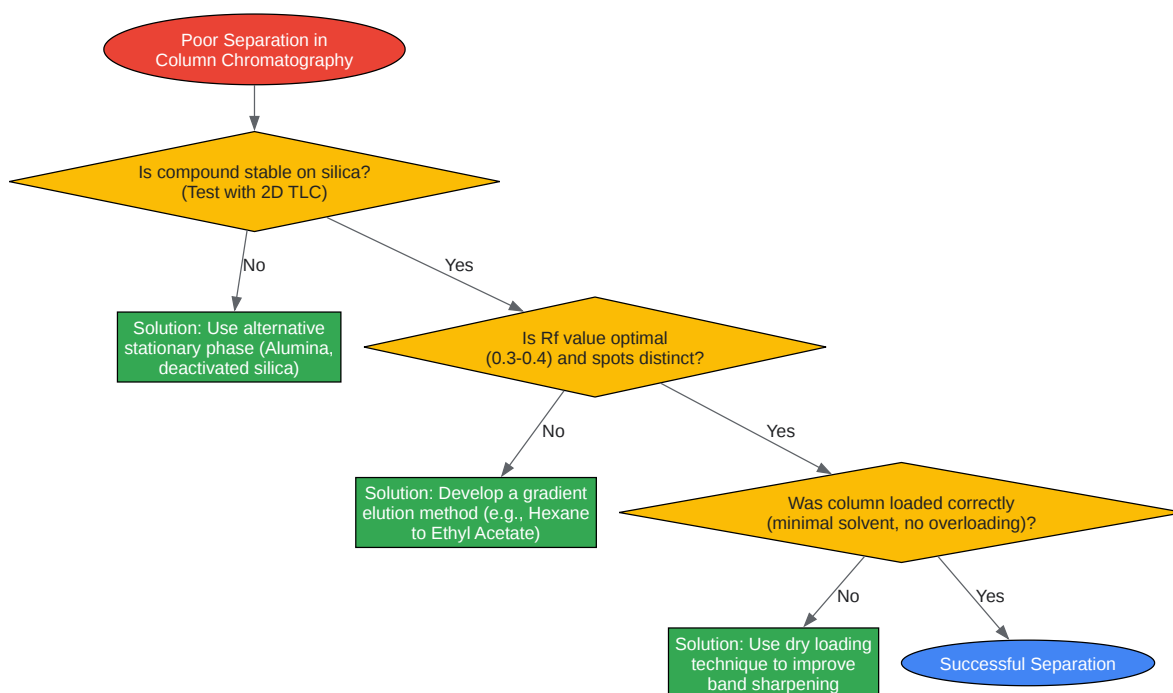 Poor Separation in
Column Chromatography
Is compound stable on silica?
(Test with 2D TLC)
No
Yes
Solution: Use alternative
stationary phase (Alumina,
deactivated silica)
Is Rf value optimal
(0.3-0.4) and spots distinct?
No
Yes
Solution: Develop a gradient
elution method (e.g., Hexane
to Ethyl Acetate)
Was column loaded correctly
(minimal solvent, no overloading)?
No
Yes
Solution: Use dry loading
technique to improve
band sharpening
Successful Separation